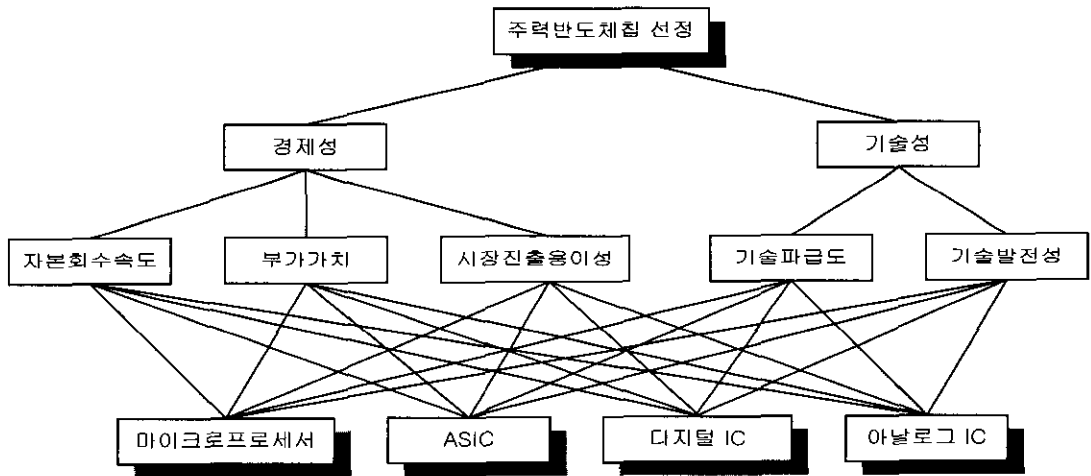 주력반도체칩 선정
경제성
기술성
자본회수속도
부가가치
시장진출용이성
기술파급도
기술발전성
마이크로프로세서
ASIC
디지털 IC
아날로그 IC